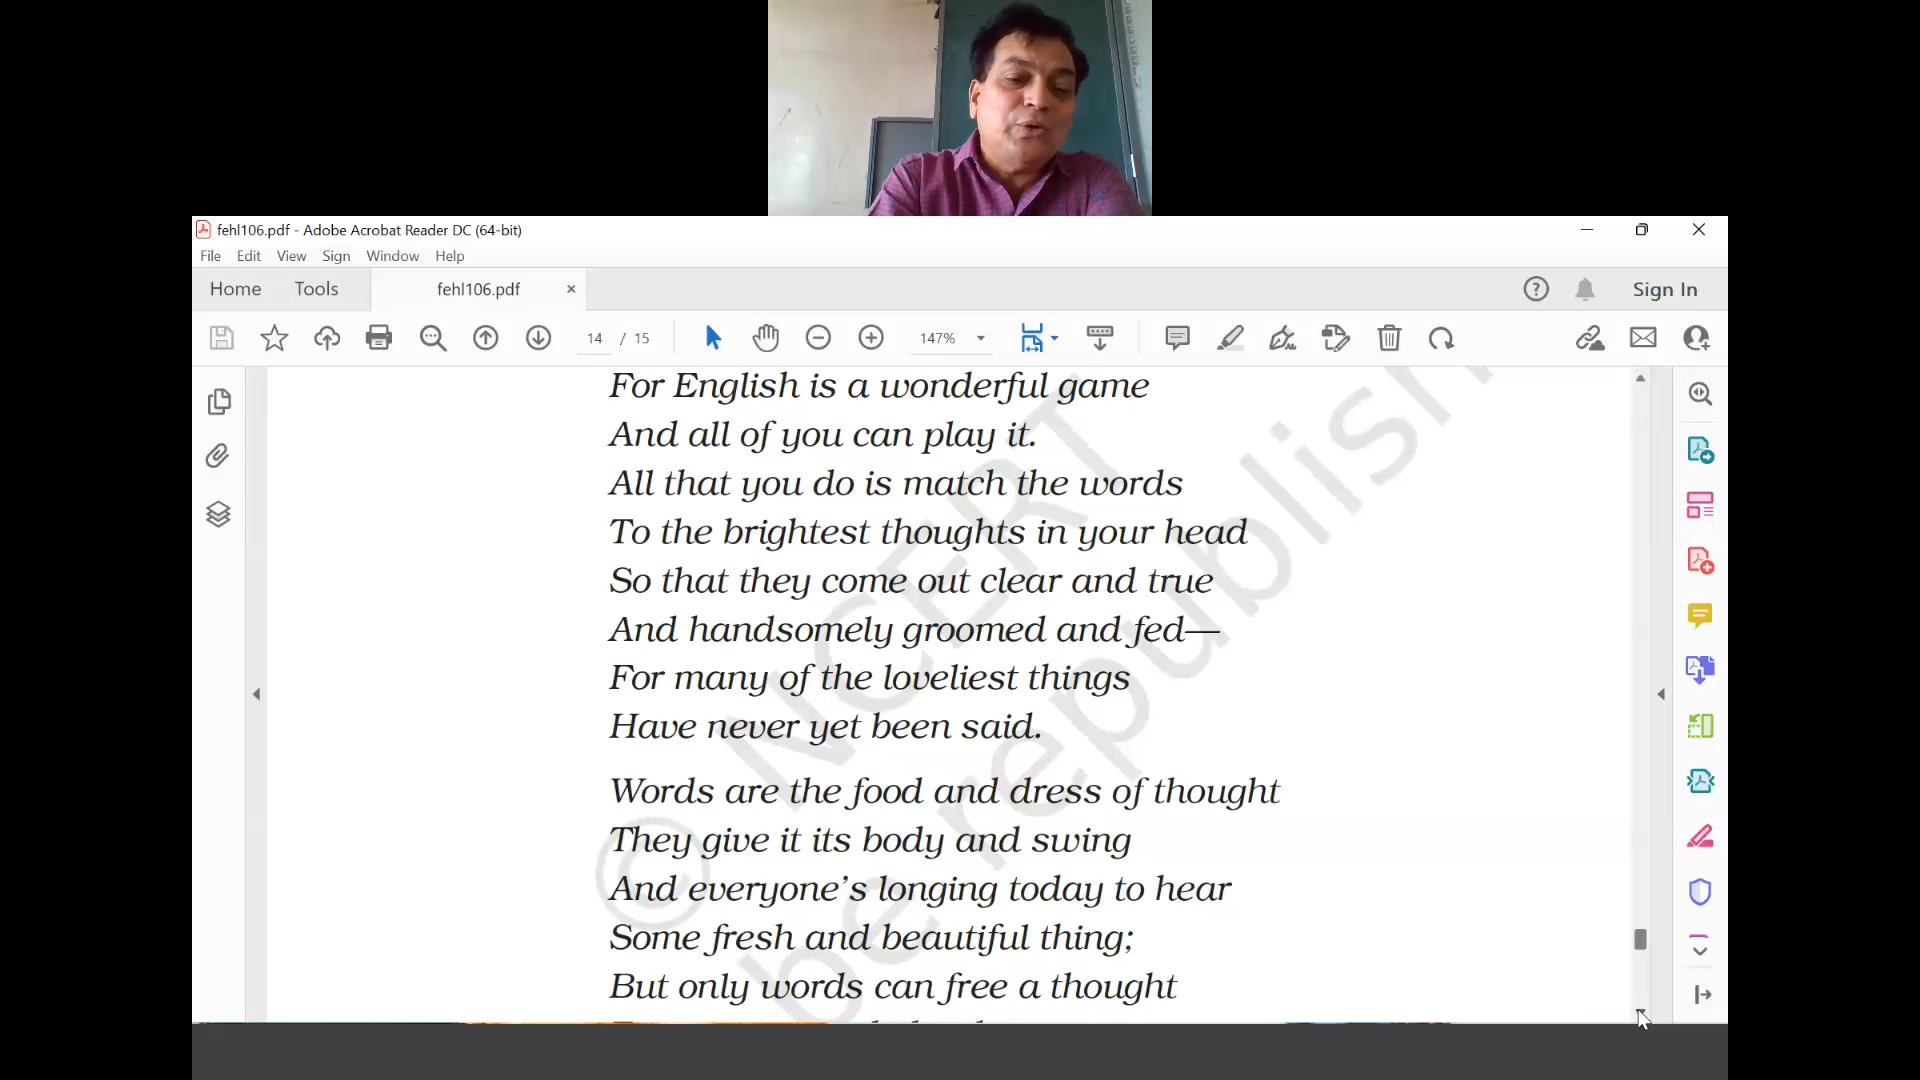 fehl106.pdf - Adobe Acrobat Reader DC (64-bit)
File Edit View Sign Window Help
Home Tools fehl106.pdf Sign In
14 / 15 147%
For English is a wonderful game
And all of you can play it.
All that you do is match the words
To the brightest thoughts in your head
So that they come out clear and true
And handsomely groomed and fed—
For many of the loveliest things
Have never yet been said.
Words are the food and dress of thought
They give it its body and swing
And everyone’s longing today to hear
Some fresh and beautiful thing;
But only words can free a thought
© NCERT
be republish